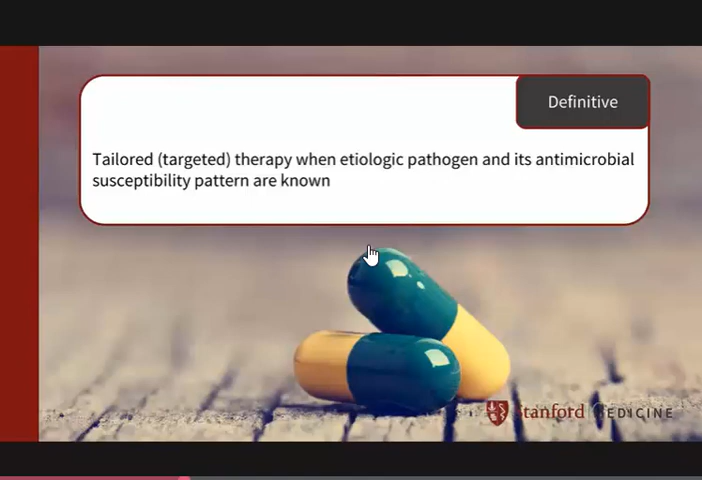 Definitive
Tailored (targeted) therapy when etiologic pathogen and its antimicrobial
susceptibility pattern are known
Stanford MEDICINE